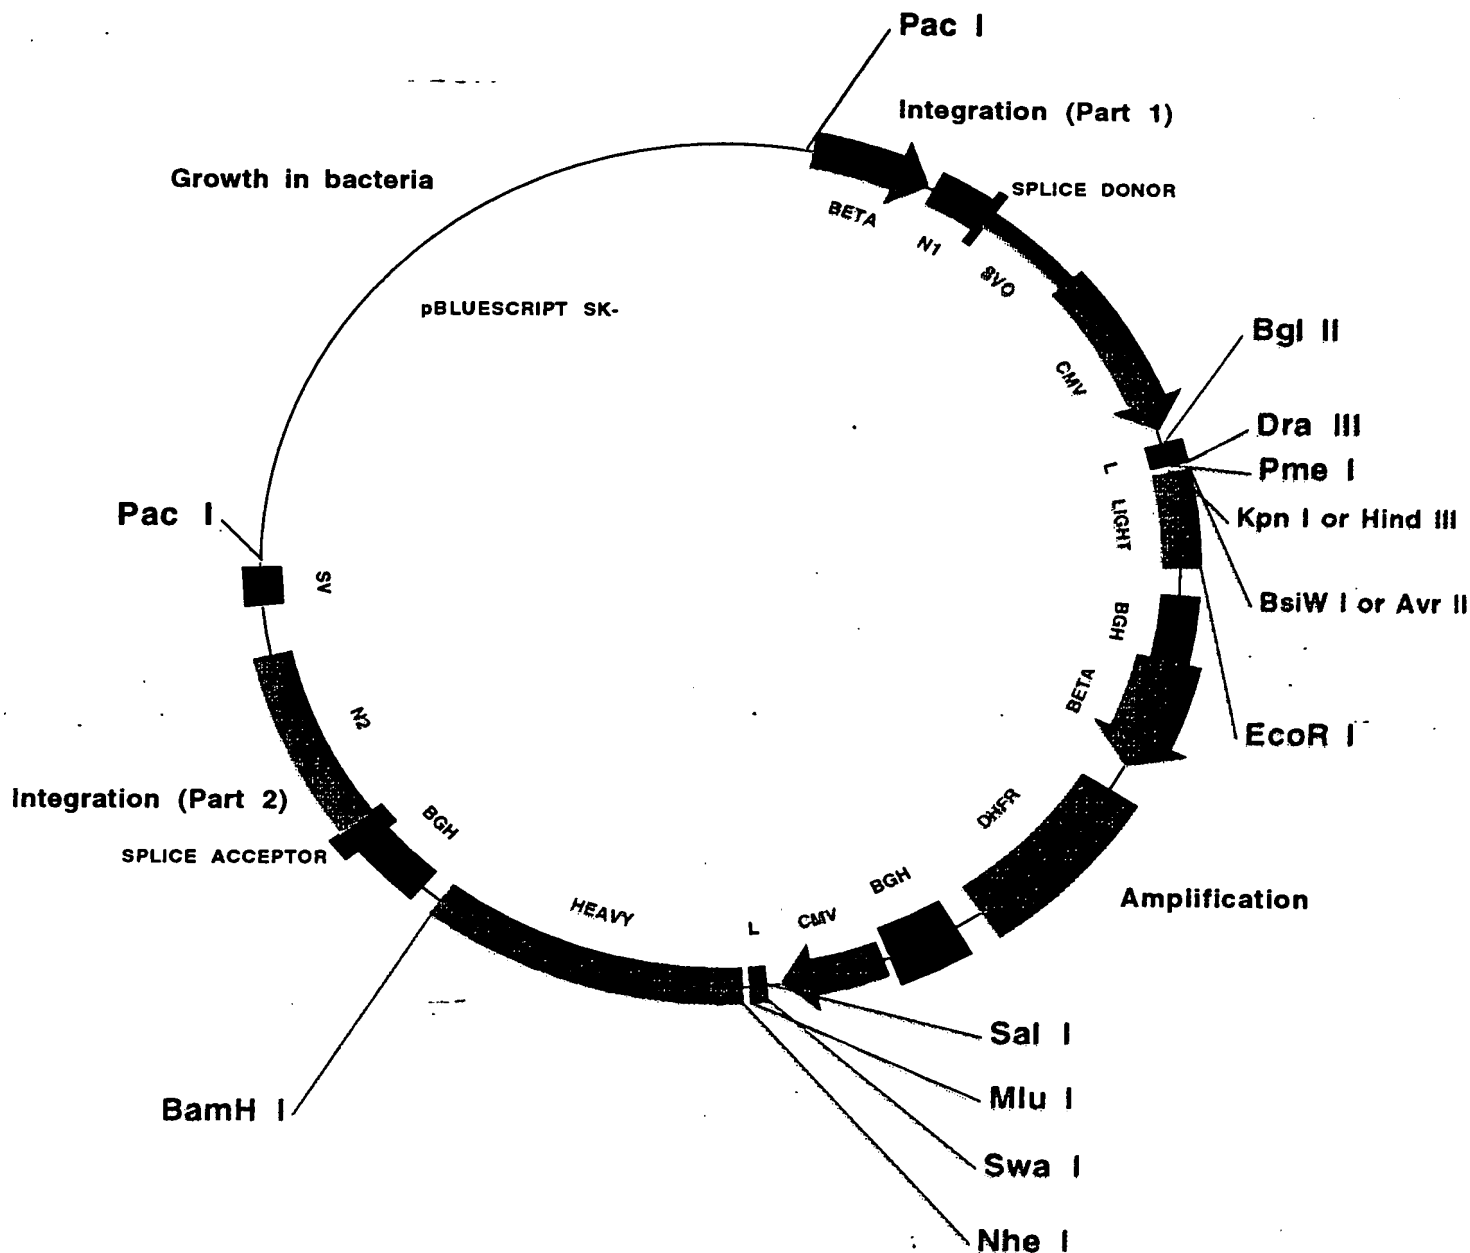 Pac I
Integration (Part 1)
Growth in bacteria
SPLICE DONOR
BETA
N1
SVO
pBLUESCRIPT SK-
Bgl II
CMV
Dra III
L
Pme I
Pac I
LIGHT
Kpn I or Hind III
SV
BsiW I or Avr II
BGH
BETA
N2
EcoR I
Integration (Part 2)
DHFR
BGH
SPLICE ACCEPTOR
BGH
Amplification
HEAVY
L
CMV
Sal I
BamH I
Mlu I
Swa I
Nhe I